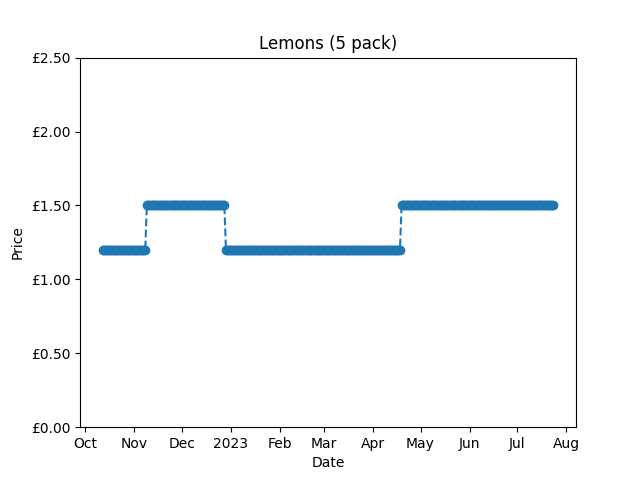 Lemons (5 pack)
£2.50
£2.00
£1.50
£1.00
£0.50
£0.00
Price
Oct Nov Dec 2023 Feb Mar Apr May Jun Jul Aug
Date